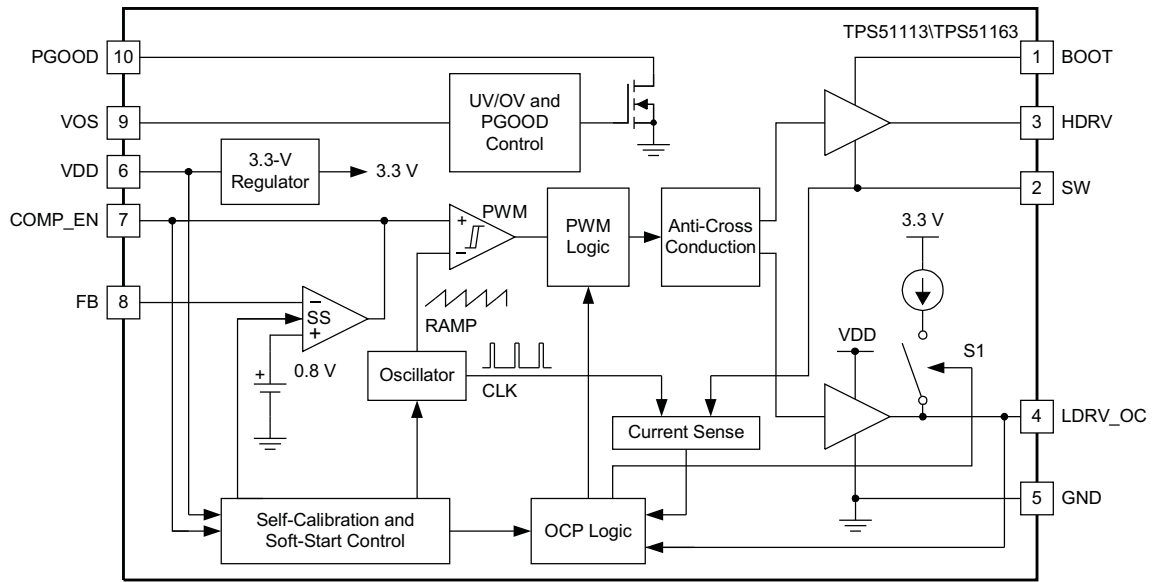 TPS51113\TPS51163
PGOOD
10
1
BOOT
UV/OV and
PGOOD
Control
VOS
9
3
HDRV
VDD
6
3.3-V
Regulator
3.3 V
2
SW
COMP_EN
7
+
PWM
−
PWM
Logic
Anti-Cross
Conduction
3.3 V
FB
8
−
SS
+
RAMP
+
0.8 V
Oscillator
CLK
VDD
S1
Current Sense
4
LDRV_OC
Self-Calibration and
Soft-Start Control
OCP Logic
5
GND